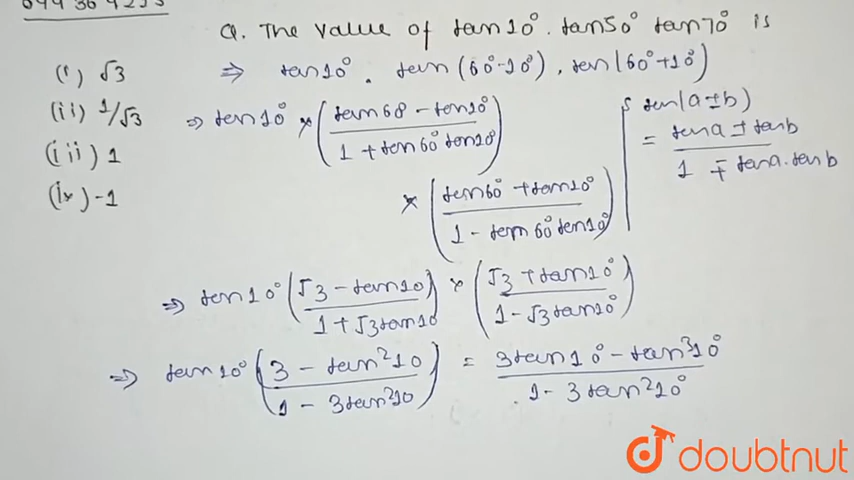 Q. The value of tan10°. tan50° tan70° is
(i) √3
(ii) 1/√3
(iii) 1
(iv) -1
⇒ tan10° . tan(60°-10°) . tan(60°+10°)
⇒ tan10° × ((tan60 - tan10°)/(1 + tan60° tan10°))
× ((tan60° + tan10°)/(1 - tan60° tan10°))
{ tan(a±b)
= (tana ± tanb)/(1 ∓ tana.tanb)
⇒ tan10° ((√3 - tan10)/(1 + √3tan10)) × ((√3 + tan10°)/(1 - √3tan10°))
⇒ tan10° ((3 - tan²10)/(1 - 3tan²10)) = (3tan10° - tan³10°)/(1 - 3tan²10°)
doubtnut